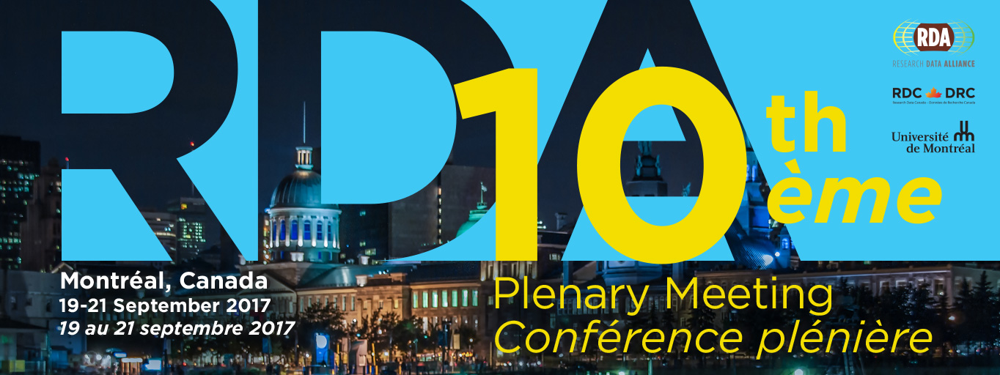 RDA
10th
ème
RDA
RESEARCH DATA ALLIANCE
RDC DRC
Research Data Canada - Données de Recherche Canada
Université
de Montréal
Montréal, Canada
19-21 September 2017
19 au 21 septembre 2017
Plenary Meeting
Conférence plénière